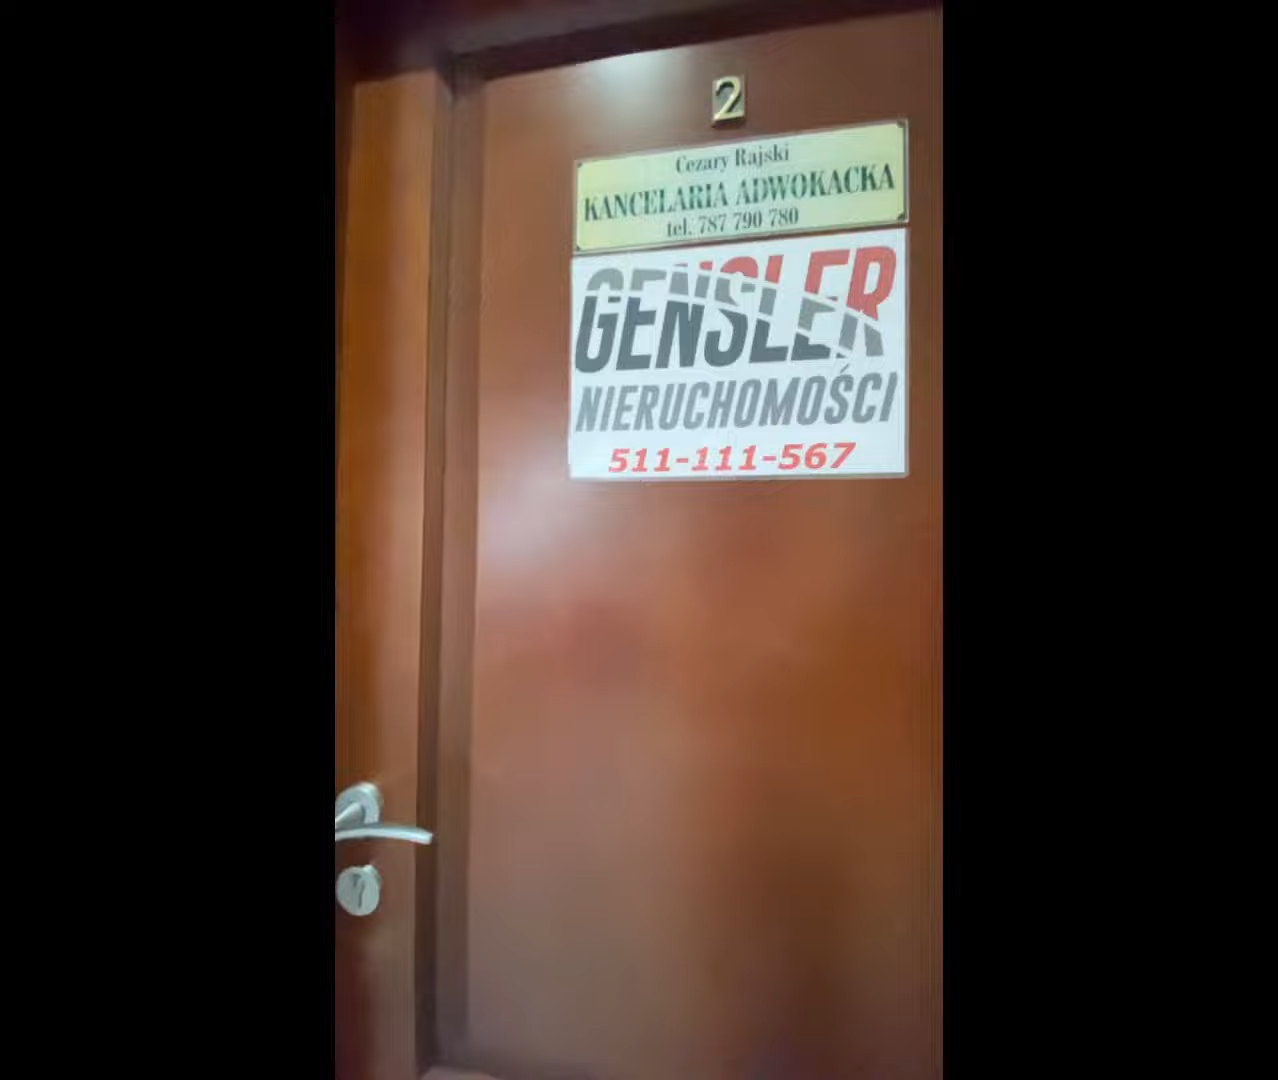 2
Cezary Rajski
KANCELARIA ADWOKACKA
tel. 787 790 780
GENSLER
NIERUCHOMOŚCI
511-111-567